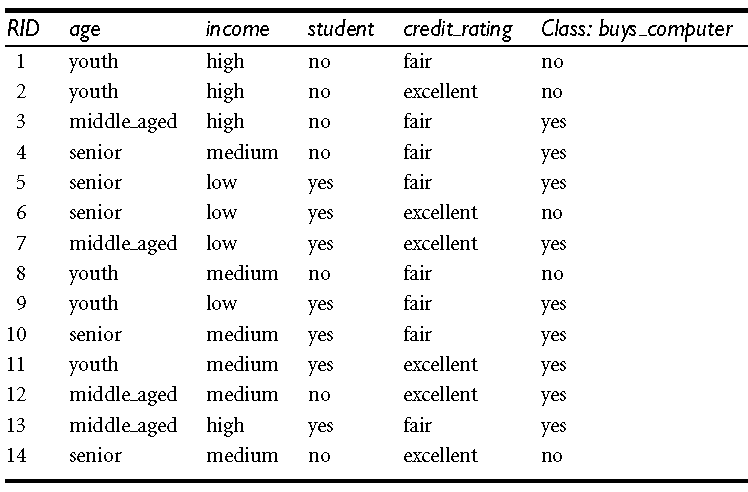 RID age income student credit_rating Class: buys_computer
1 youth high no fair no
2 youth high no excellent no
3 middle_aged high no fair yes
4 senior medium no fair yes
5 senior low yes fair yes
6 senior low yes excellent no
7 middle_aged low yes excellent yes
8 youth medium no fair no
9 youth low yes fair yes
10 senior medium yes fair yes
11 youth medium yes excellent yes
12 middle_aged medium no excellent yes
13 middle_aged high yes fair yes
14 senior medium no excellent no